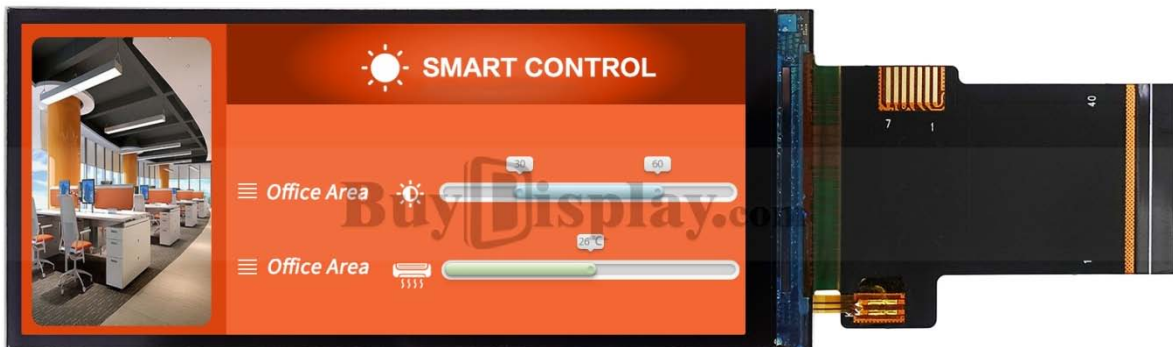 SMART CONTROL
30 60
Office Area
BuyDisplay.com
26℃
Office Area
7 1
40
1